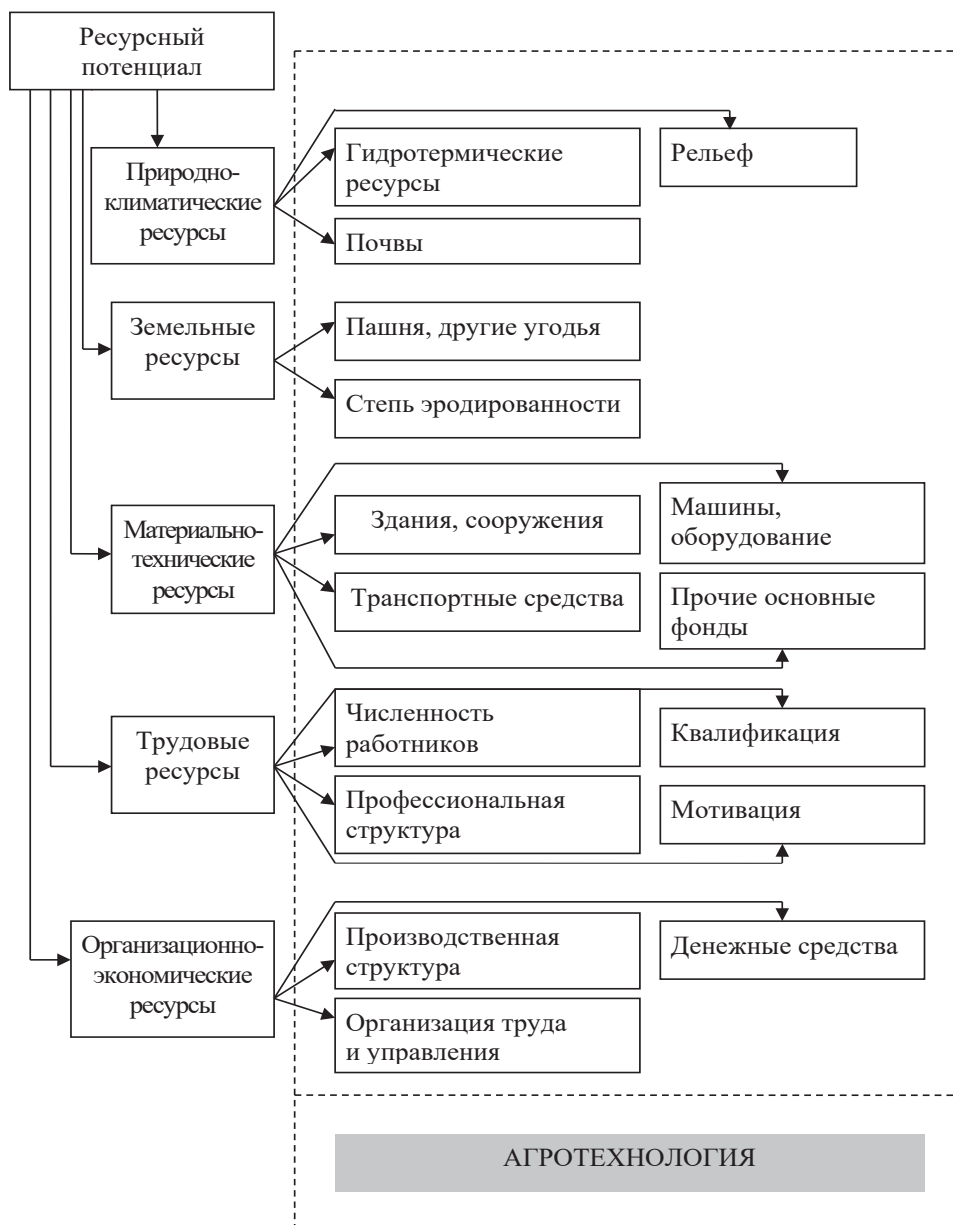 Ресурсный
потенциал
Природно-
климатические
ресурсы
Гидротермические
ресурсы
Рельеф
Почвы
Земельные
ресурсы
Пашня, другие угодья
Степь эродированности
Материально-
технические
ресурсы
Здания, сооружения
Машины,
оборудование
Транспортные средства
Прочие основные
фонды
Трудовые
ресурсы
Численность
работников
Квалификация
Профессиональная
структура
Мотивация
Организационно-
экономические
ресурсы
Производственная
структура
Денежные средства
Организация труда
и управления
АГРОТЕХНОЛОГИЯ